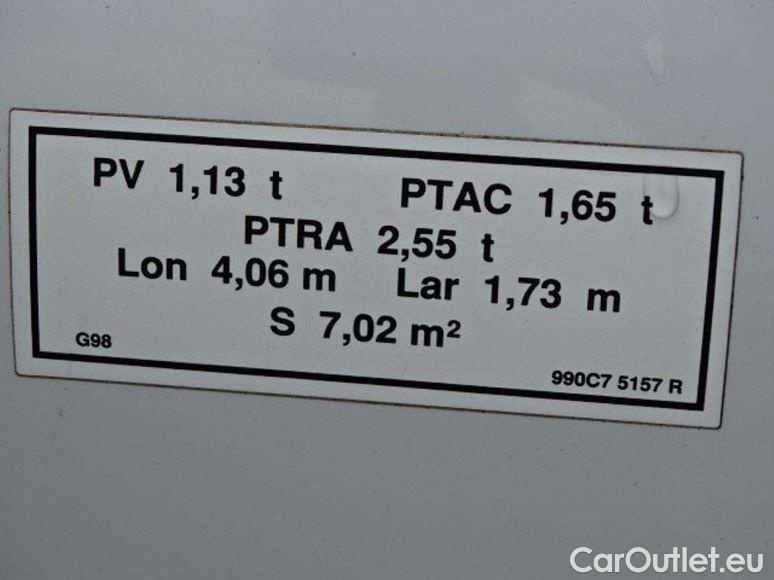 PV 1,13 t PTAC 1,65 t
PTRA 2,55 t
Lon 4,06 m Lar 1,73 m
S 7,02 m²
G98 990C7 5157 R
CarOutlet.eu